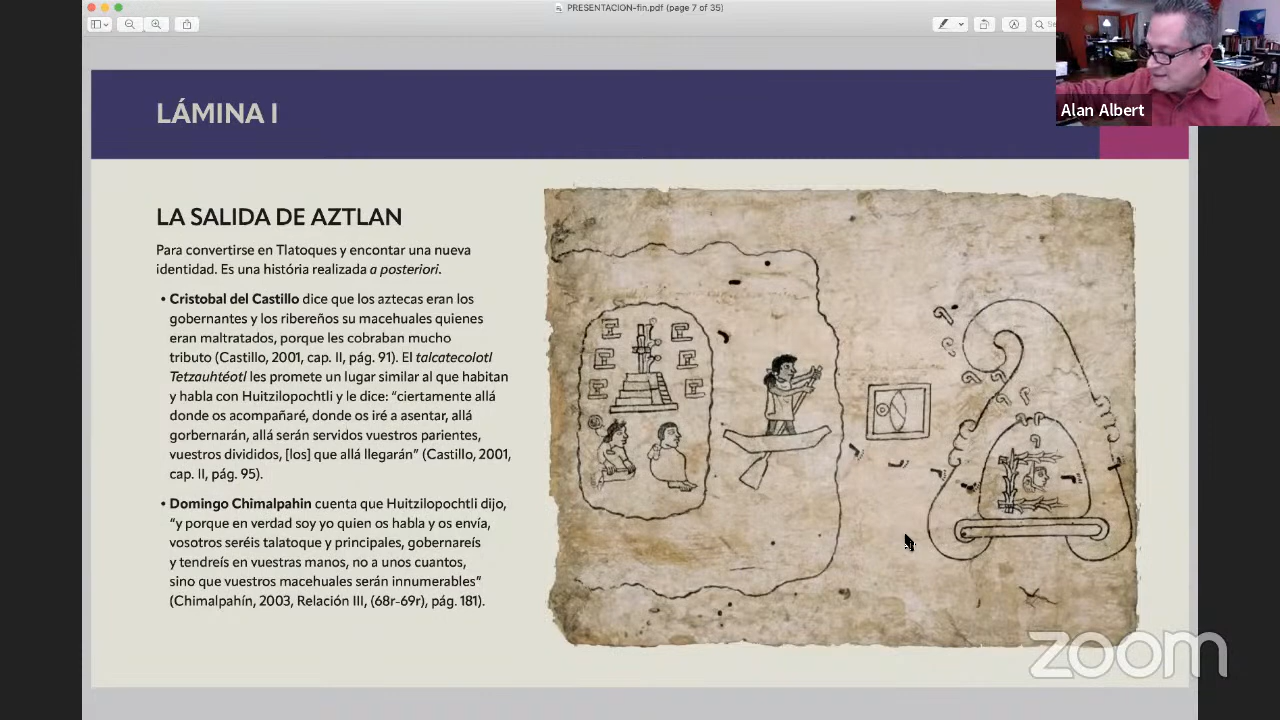 PRESENTACION-fin.pdf (page 7 of 35)
Alan Albert
LÁMINA I
LA SALIDA DE AZTLAN
Para convertirse en Tlatoques y encontar una nueva
identidad. Es una história realizada a posteriori.
• Cristobal del Castillo dice que los aztecas eran los
gobernantes y los ribereños su macehuales quienes
eran maltratados, porque les cobraban mucho
tributo (Castillo, 2001, cap. II, pág. 91). El talcatecolotl
Tetzauhtéotl les promete un lugar similar al que habitan
y habla con Huitzilopochtli y le dice: “ciertamente allá
donde os acompañaré, donde os iré a asentar, allá
gorbernarán, allá serán servidos vuestros parientes,
vuestros divididos, [los] que allá llegarán” (Castillo, 2001,
cap. II, pág. 95).
• Domingo Chimalpahin cuenta que Huitzilopochtli dijo,
“y porque en verdad soy yo quien os habla y os envía,
vosotros seréis talatoque y principales, gobernareís
y tendreís en vuestras manos, no a unos cuantos,
sino que vuestros macehuales serán innumerables”
(Chimalpahín, 2003, Relación III, (68r-69r), pág. 181).
zoom